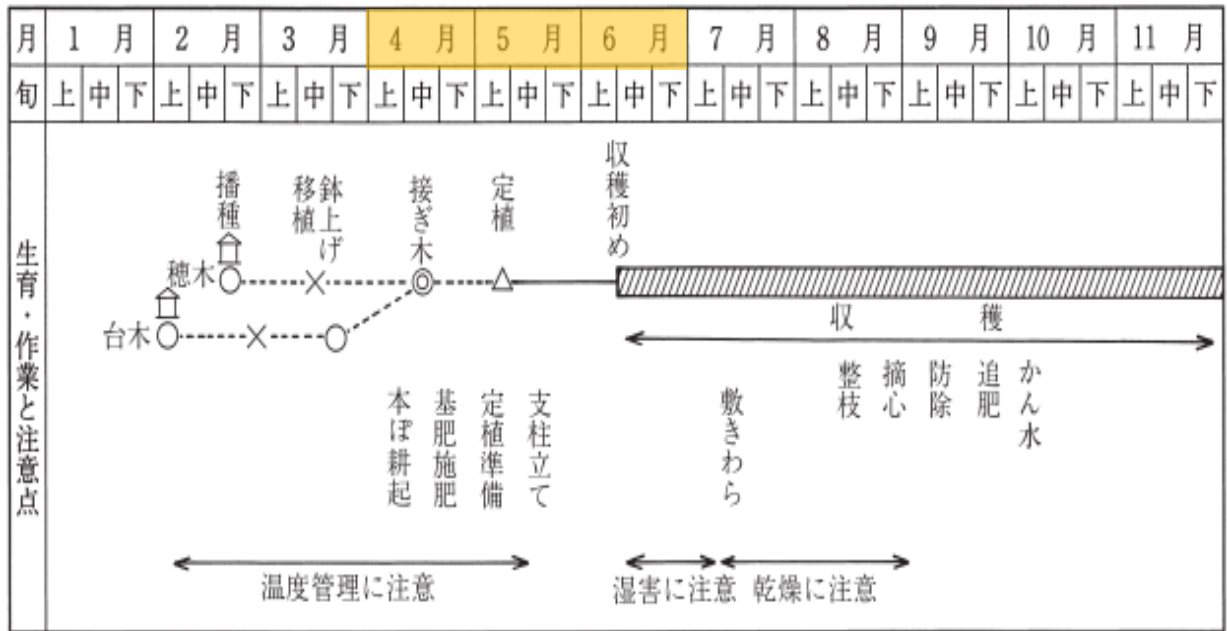 月 1月 2月 3月 4月 5月 6月 7月 8月 9月 10月 11月
旬 上 中 下 上 中 下 上 中 下 上 中 下 上 中 下 上 中 下 上 中 下 上 中 下 上 中 下 上 中 下 上 中 下
生育・作業と注意点
播種
移植
鉢上げ
接ぎ木
定植
収穫初め
穂木
台木
収穫
本ぽ耕起
基肥施肥
定植準備
支柱立て
敷きわら
整枝
摘心
防除
追肥
かん水
温度管理に注意
湿害に注意
乾燥に注意